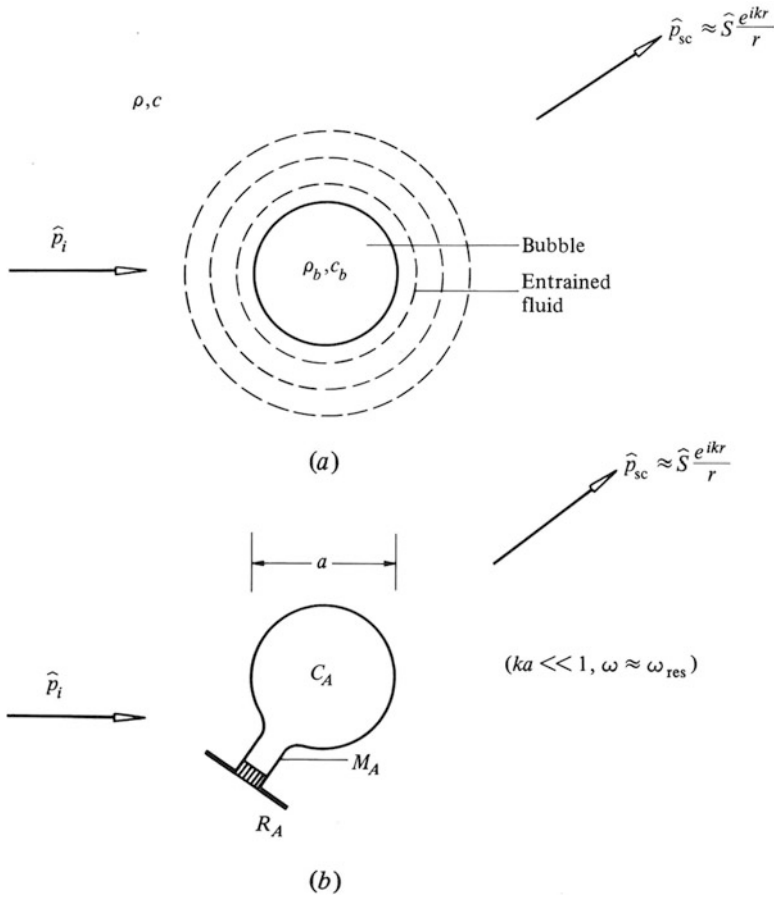 p̂_sc ≈ Ŝ e^{ikr}/r
ρ, c
p̂_i
ρ_b, c_b
Bubble
Entrained
fluid
(a)
p̂_sc ≈ Ŝ e^{ikr}/r
a
C_A
(ka << 1, ω ≈ ω_res)
p̂_i
M_A
R_A
(b)